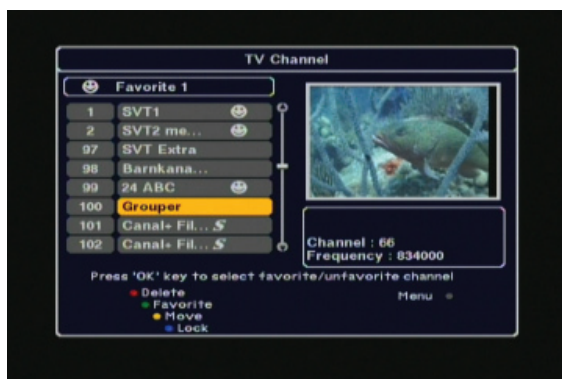 TV Channel
Favorite 1
1 SVT1
2 SVT2 me...
97 SVT Extra
98 Barnkana...
99 24 ABC
100 Grouper
101 Canal+ Fil... S
102 Canal+ Fil... S
Channel : 66
Frequency : 834000
Press 'OK' key to select favorite/unfavorite channel
Delete
Favorite
Move
Lock
Menu